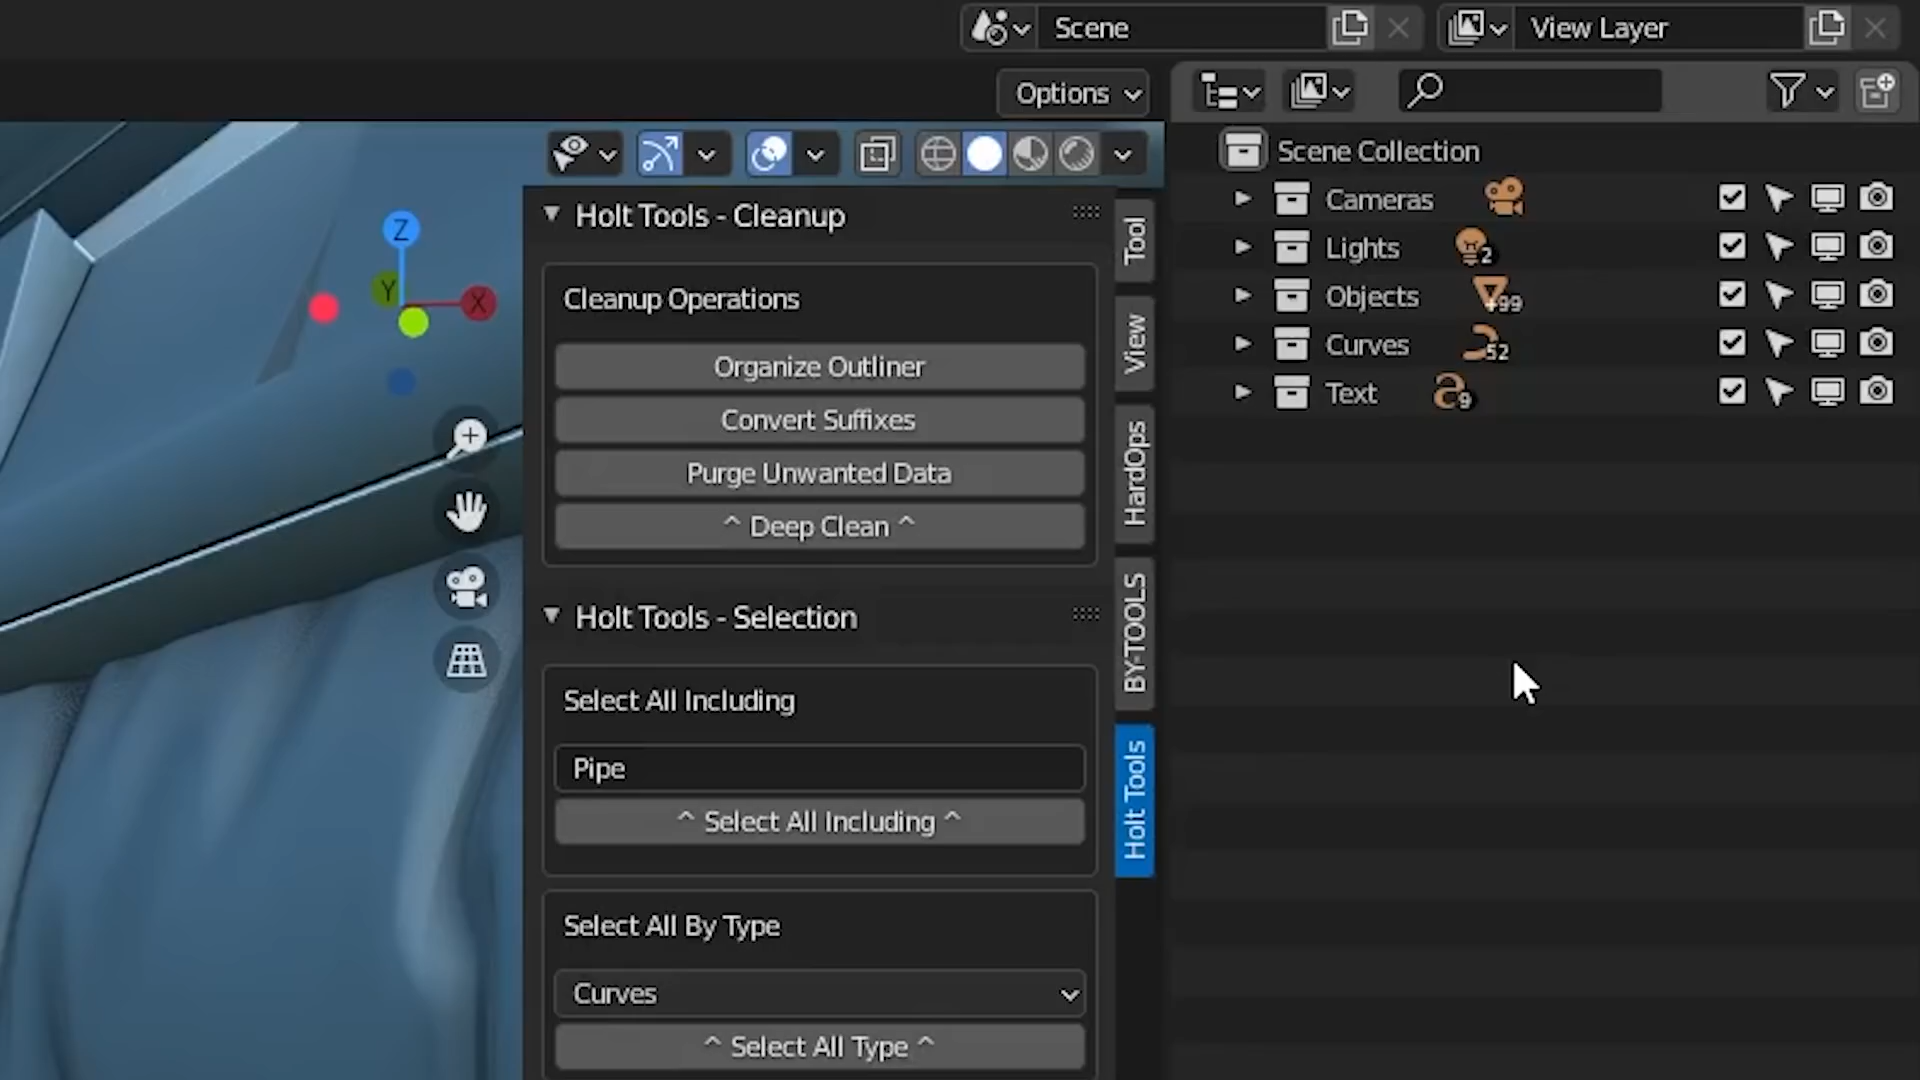 Scene
View Layer
Options
Holt Tools - Cleanup
Cleanup Operations
Organize Outliner
Convert Suffixes
Purge Unwanted Data
^ Deep Clean ^
Holt Tools - Selection
Select All Including
Pipe
^ Select All Including ^
Select All By Type
Curves
^ Select All Type ^
Z
Y
X
Tool
View
HardOps
BY-TOOLS
Holt Tools
Scene Collection
Cameras
Lights 2
Objects +99
Curves 52
Text 9